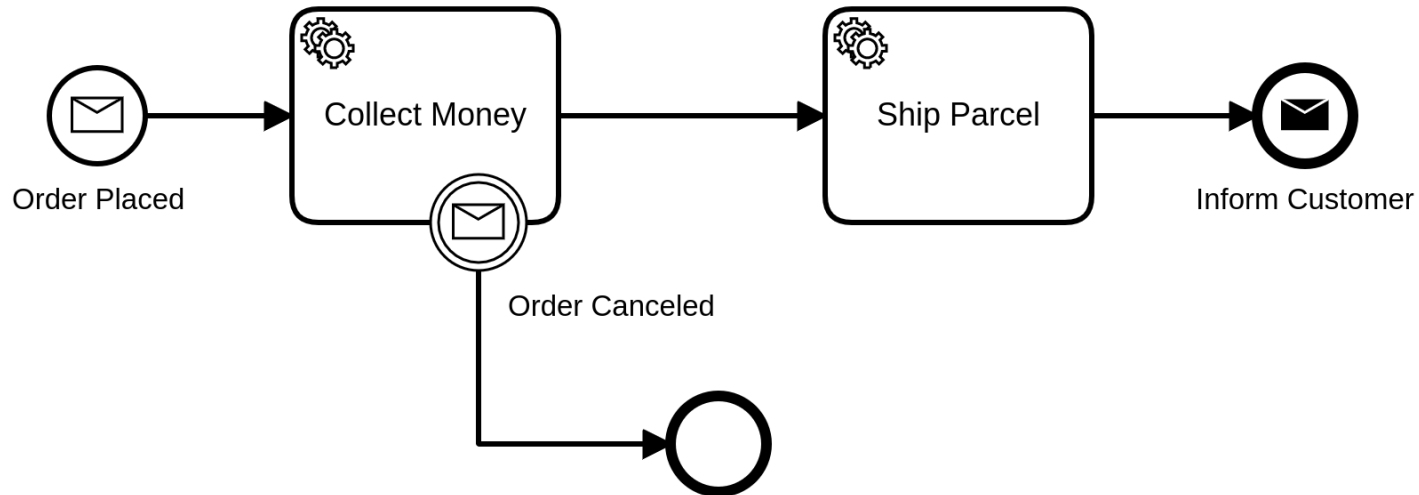 Collect Money
Ship Parcel
Order Placed
Inform Customer
Order Canceled